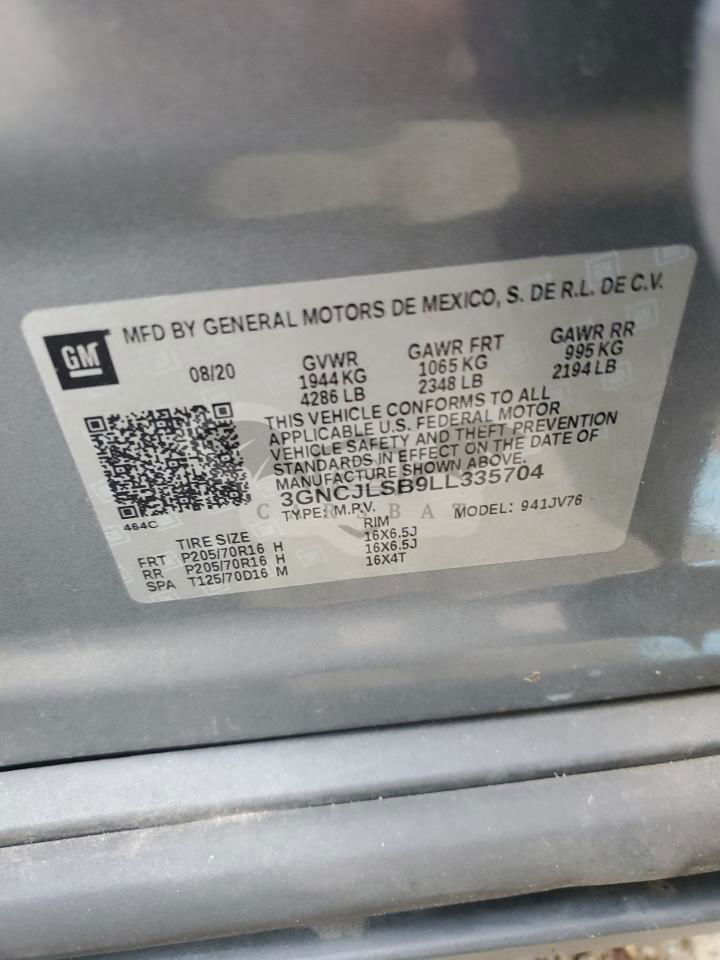 GM
MFD BY GENERAL MOTORS DE MEXICO, S. DE R.L. DE C.V.
08/20 GVWR GAWR FRT GAWR RR
1944 KG 1065 KG 995 KG
4286 LB 2348 LB 2194 LB
THIS VEHICLE CONFORMS TO ALL
APPLICABLE U.S. FEDERAL MOTOR
VEHICLE SAFETY AND THEFT PREVENTION
STANDARDS IN EFFECT ON THE DATE OF
MANUFACTURE SHOWN ABOVE.
3GNCJLSB9LL335704
464C
TYPE: M.P.V. MODEL: 941JV76
TIRE SIZE RIM
FRT P205/70R16 H 16X6.5J
RR P205/70R16 H 16X6.5J
SPA T125/70D16 M 16X4T